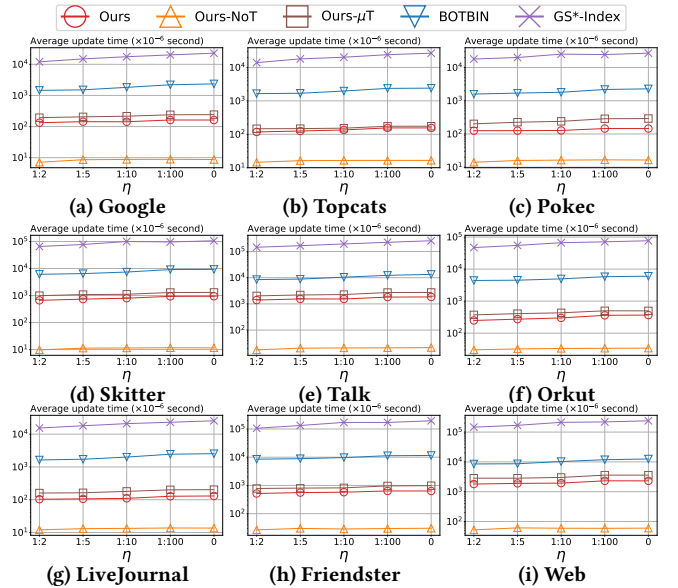 Ours Ours-NoT Ours-μT BOTBIN GS*-Index
Average update time (×10⁻⁶ second) Average update time (×10⁻⁶ second) Average update time (×10⁻⁶ second)
10⁴ 10⁴ 10⁴
10³ 10³ 10³
10² 10² 10²
10¹ 10¹ 10¹
1:2 1:5 1:10 1:100 0 1:2 1:5 1:10 1:100 0 1:2 1:5 1:10 1:100 0
η η η
(a) Google (b) Topcats (c) Pokec
Average update time (×10⁻⁶ second) Average update time (×10⁻⁶ second) Average update time (×10⁻⁶ second)
10⁵ 10⁵ 10⁵
10⁴ 10⁴ 10⁴
10³ 10³ 10³
10² 10² 10²
10¹
1:2 1:5 1:10 1:100 0 1:2 1:5 1:10 1:100 0 1:2 1:5 1:10 1:100 0
η η η
(d) Skitter (e) Talk (f) Orkut
Average update time (×10⁻⁶ second) Average update time (×10⁻⁶ second) Average update time (×10⁻⁶ second)
10⁴ 10⁵ 10⁵
10³ 10⁴ 10⁴
10² 10³ 10³
10¹ 10² 10²
1:2 1:5 1:10 1:100 0 1:2 1:5 1:10 1:100 0 1:2 1:5 1:10 1:100 0
η η η
(g) LiveJournal (h) Friendster (i) Web